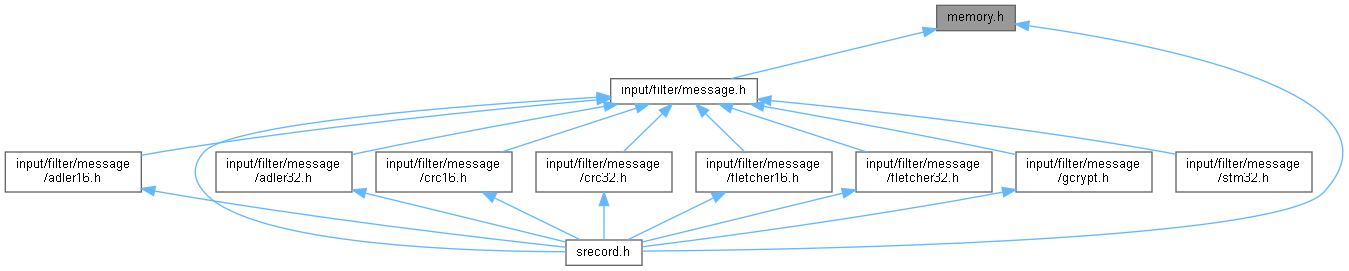 memory.h
input/filter/message.h
input/filter/message
/adler16.h
input/filter/message
/adler32.h
input/filter/message
/crc16.h
input/filter/message
/crc32.h
input/filter/message
/fletcher16.h
input/filter/message
/fletcher32.h
input/filter/message
/gcrypt.h
input/filter/message
/stm32.h
srecord.h